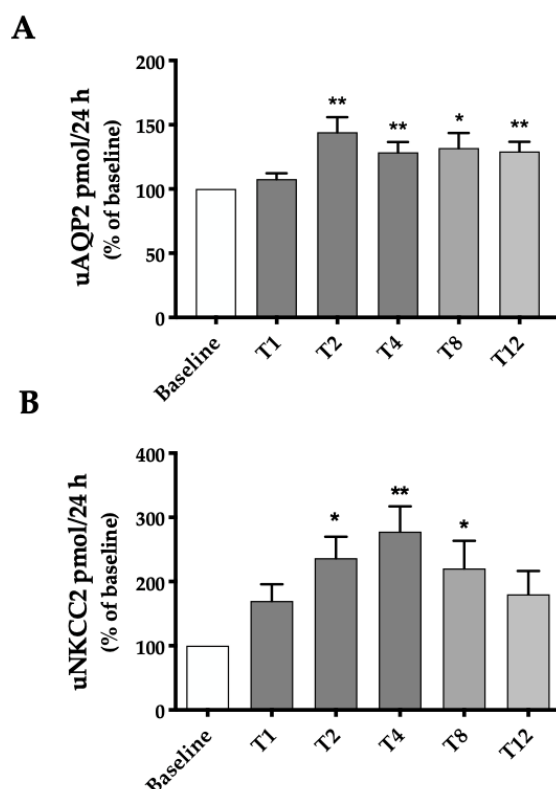 A
uAQP2 pmol/24 h
(% of baseline)
200
150
100
50
0
**
**
*
**
Baseline
T1
T2
T4
T8
T12
B
uNKCC2 pmol/24 h
(% of baseline)
400
300
200
100
0
*
**
*
Baseline
T1
T2
T4
T8
T12